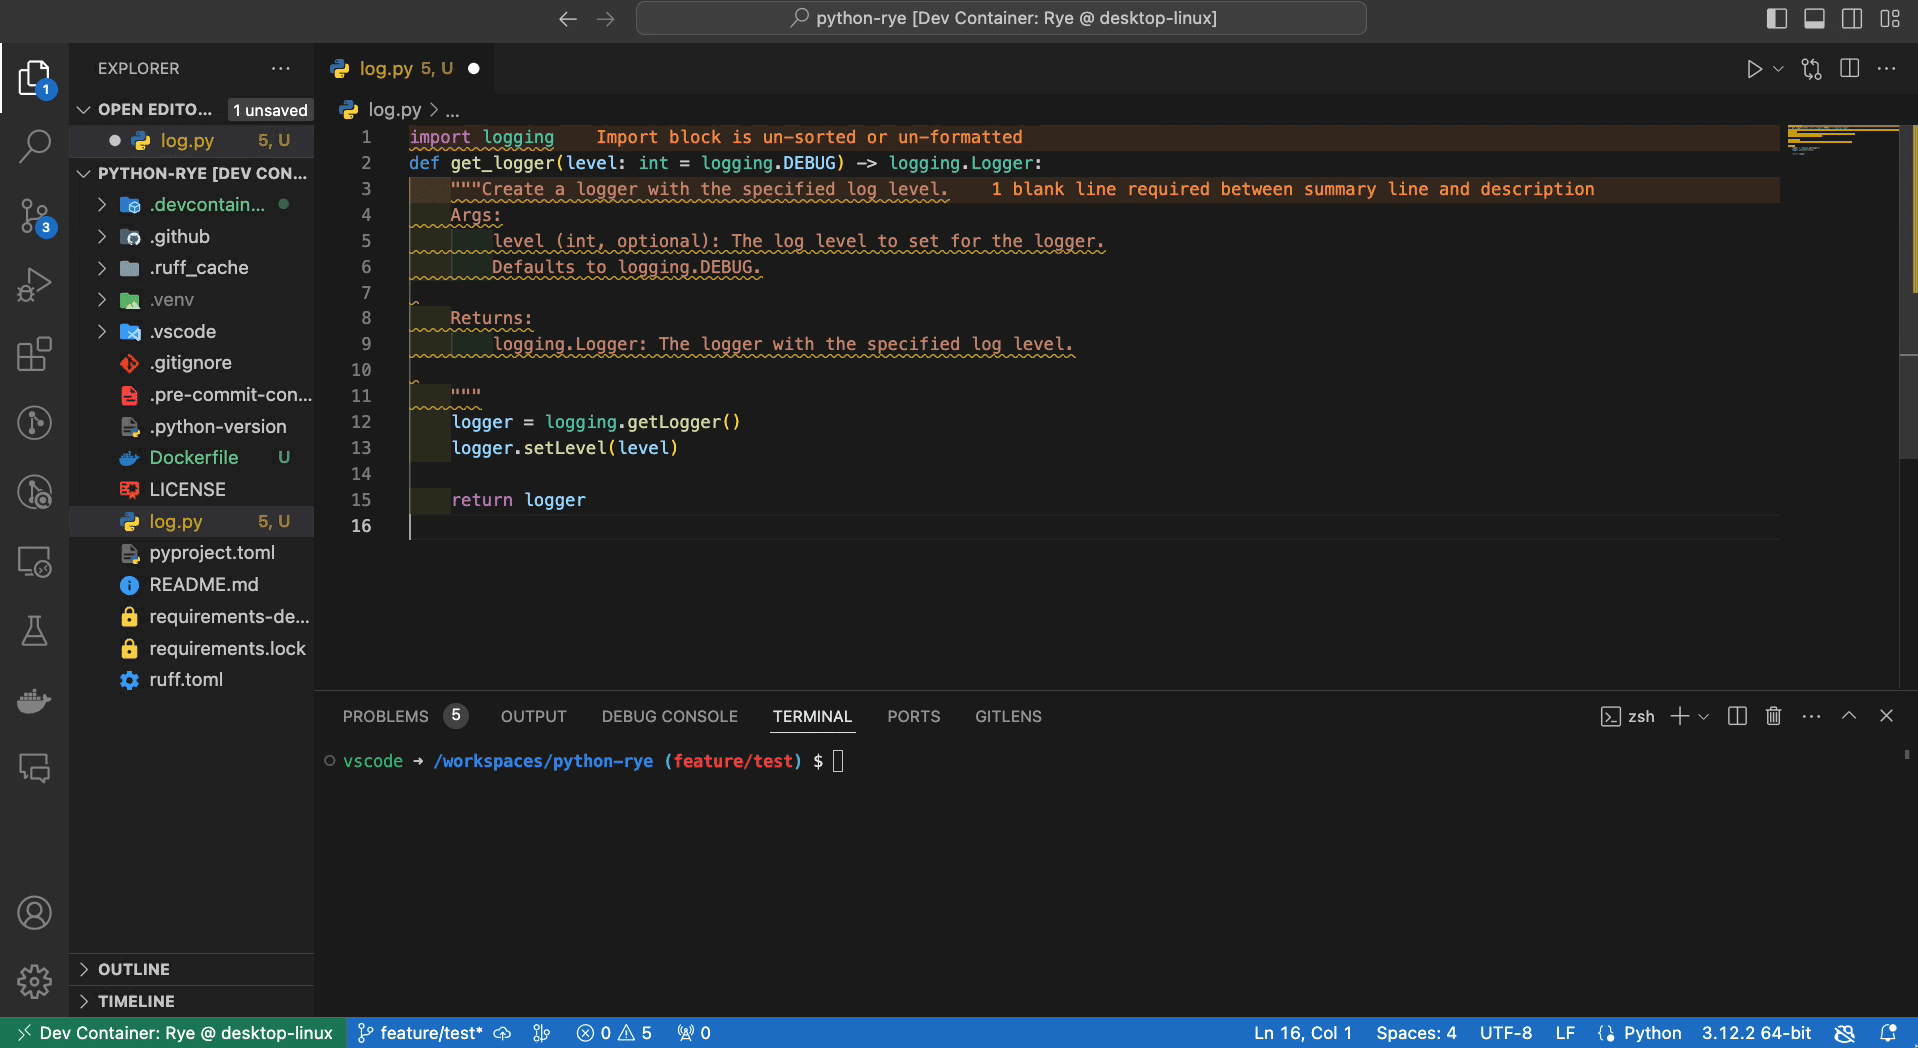 python-rye [Dev Container: Rye @ desktop-linux]
EXPLORER
OPEN EDITO... 1 unsaved
log.py 5, U
PYTHON-RYE [DEV CON...
.devcontain...
.github
.ruff_cache
.venv
.vscode
.gitignore
.pre-commit-con...
.python-version
Dockerfile U
LICENSE
log.py 5, U
pyproject.toml
README.md
requirements-de...
requirements.lock
ruff.toml
OUTLINE
TIMELINE
1
3
log.py 5, U
log.py > ...
1 import logging Import block is un-sorted or un-formatted
2 def get_logger(level: int = logging.DEBUG) -> logging.Logger:
3 """Create a logger with the specified log level. 1 blank line required between summary line and description
4 Args:
5 level (int, optional): The log level to set for the logger.
6 Defaults to logging.DEBUG.
7
8 Returns:
9 logging.Logger: The logger with the specified log level.
10
11 """
12 logger = logging.getLogger()
13 logger.setLevel(level)
14
15 return logger
16
PROBLEMS 5 OUTPUT DEBUG CONSOLE TERMINAL PORTS GITLENS zsh
vscode → /workspaces/python-rye (feature/test) $
Dev Container: Rye @ desktop-linux feature/test* 0 5 0 Ln 16, Col 1 Spaces: 4 UTF-8 LF Python 3.12.2 64-bit